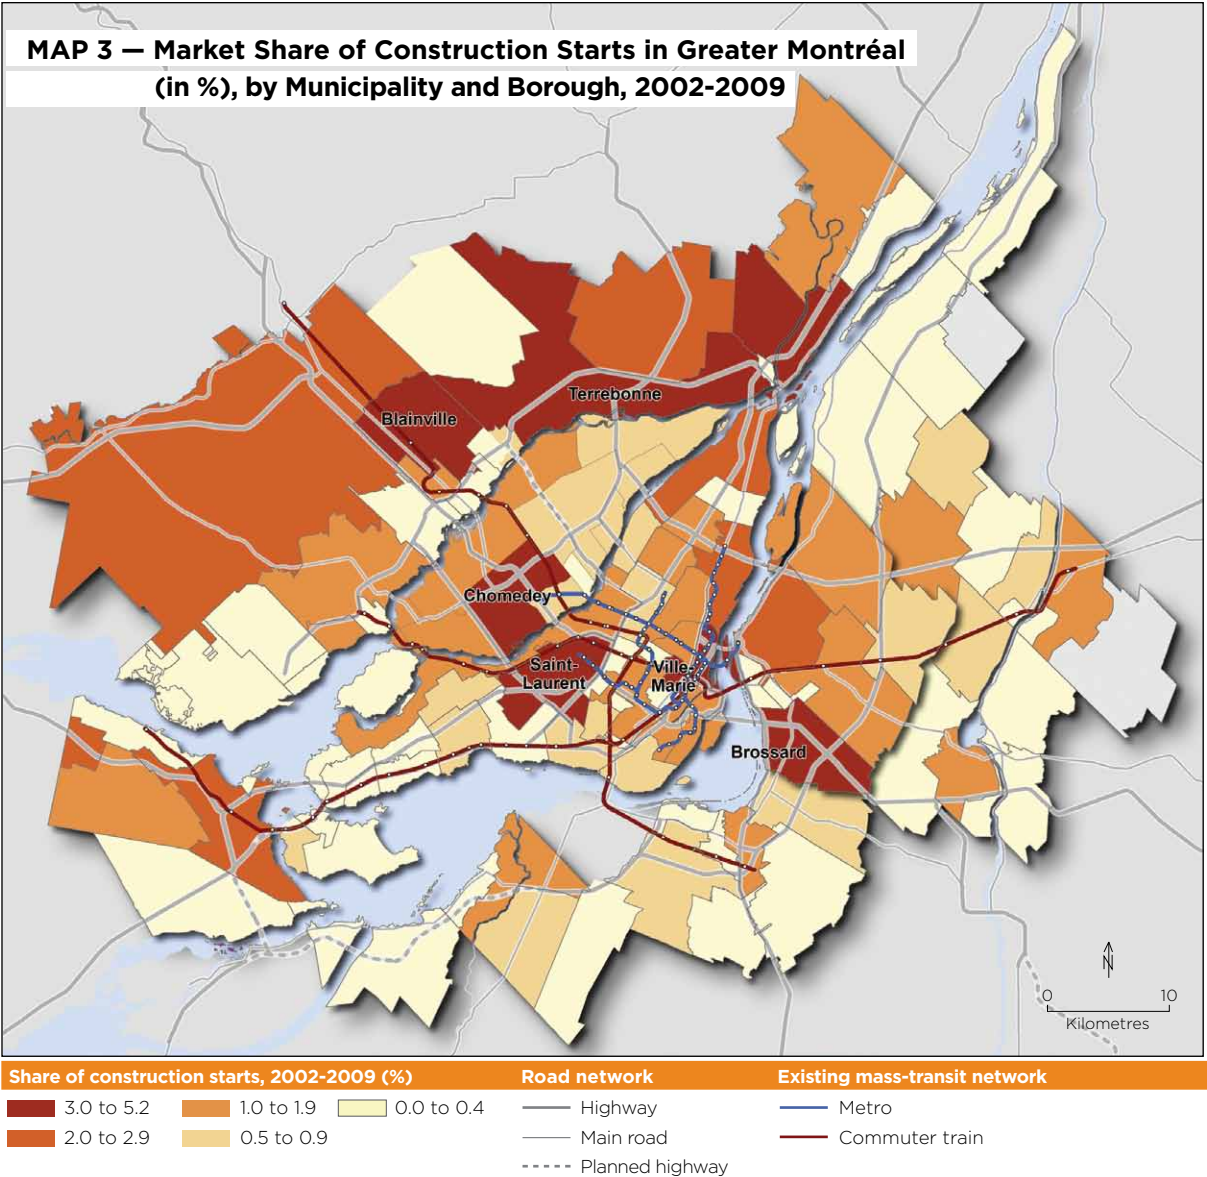 MAP 3 — Market Share of Construction Starts in Greater Montréal
(in %), by Municipality and Borough, 2002-2009
Terrebonne
Blainville
Chomedey
Saint-
Laurent
Ville-
Marie
Brossard
N
0 10
Kilometres
Share of construction starts, 2002-2009 (%) Road network Existing mass-transit network
3.0 to 5.2 1.0 to 1.9 0.0 to 0.4 Highway Metro
2.0 to 2.9 0.5 to 0.9 Main road Commuter train
Planned highway